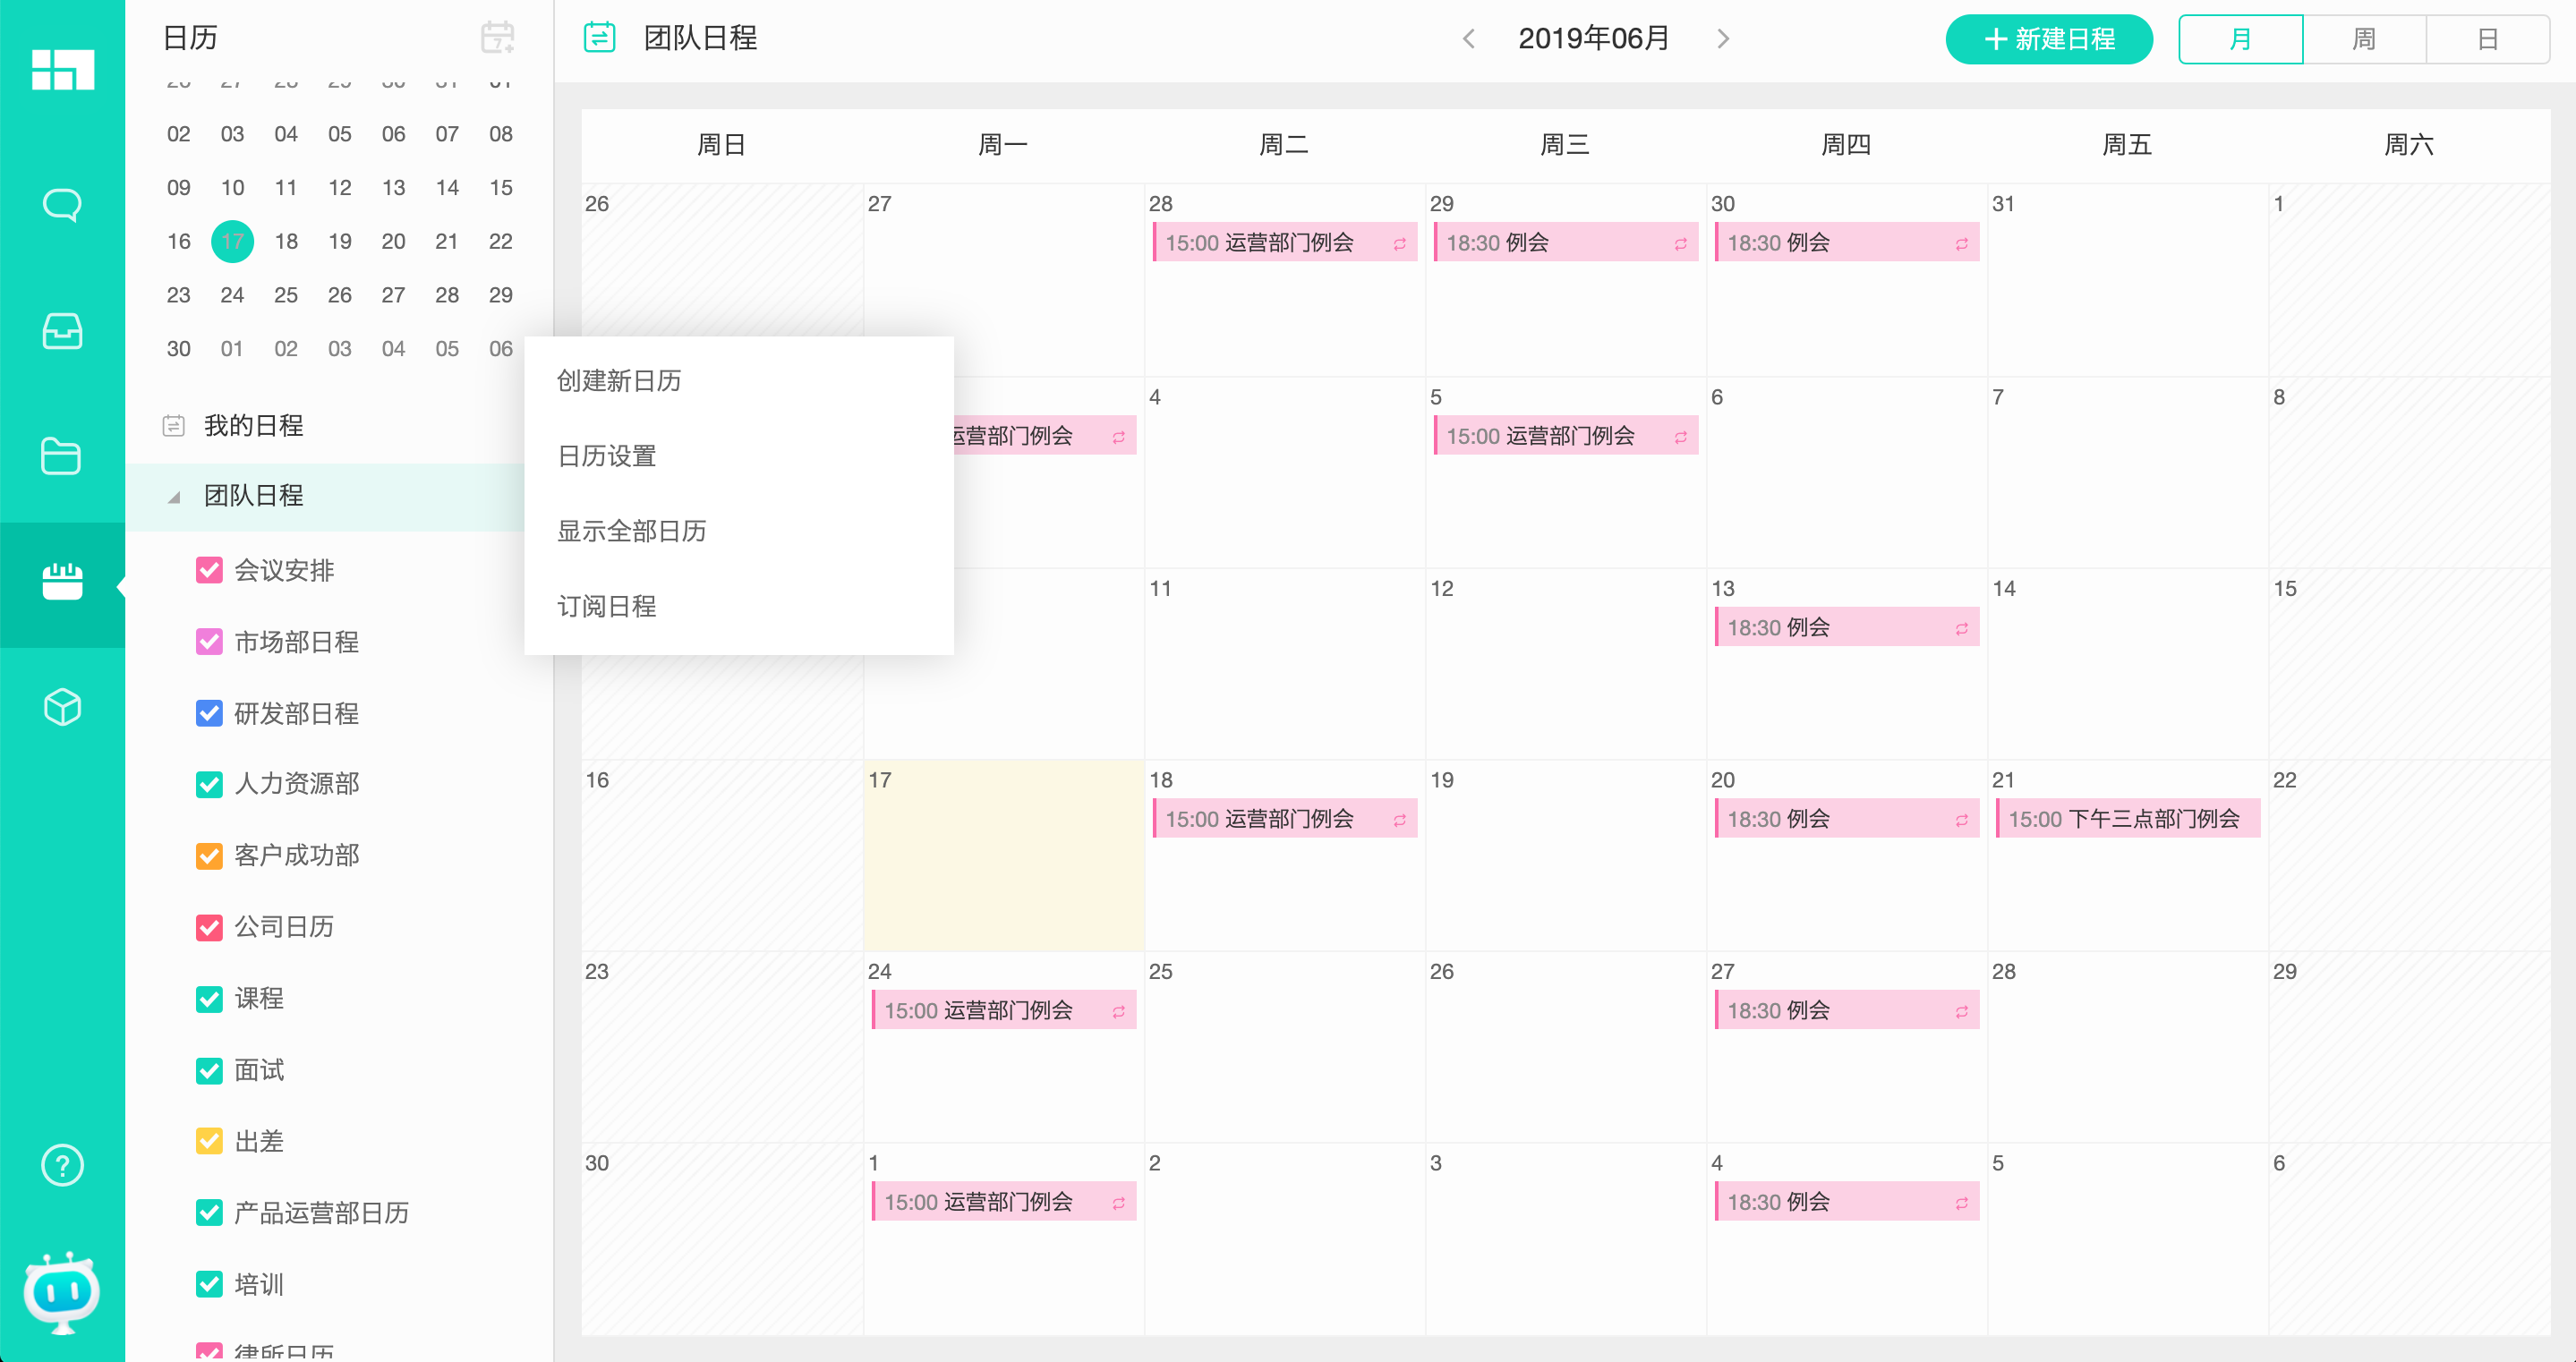 日历
26 27 28 29 30 31 01
02 03 04 05 06 07 08
09 10 11 12 13 14 15
16 17 18 19 20 21 22
23 24 25 26 27 28 29
30 01 02 03 04 05 06
我的日程
团队日程
会议安排
市场部日程
研发部日程
人力资源部
客户成功部
公司日历
课程
面试
出差
产品运营部日历
培训
律所日历
创建新日历
日历设置
显示全部日历
订阅日程
团队日程
2019年06月
新建日程
月 周 日
周日 周一 周二 周三 周四 周五 周六
26 27 28 29 30 31 1
15:00 运营部门例会 18:30 例会 18:30 例会
4 5 6 7 8
运营部门例会 15:00 运营部门例会
11 12 13 14 15
18:30 例会
16 17 18 19 20 21 22
15:00 运营部门例会 18:30 例会 15:00 下午三点部门例会
23 24 25 26 27 28 29
15:00 运营部门例会 18:30 例会
30 1 2 3 4 5 6
15:00 运营部门例会 18:30 例会